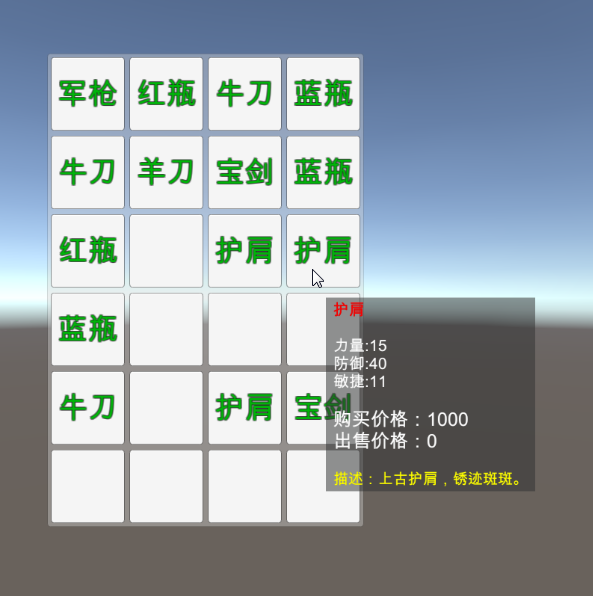 军枪 红瓶 牛刀 蓝瓶
牛刀 羊刀 宝剑 蓝瓶
红瓶 护肩 护肩
蓝瓶
牛刀 护肩 宝剑
护肩
力量:15
防御:40
敏捷:11
购买价格：1000
出售价格：0
描述：上古护肩，锈迹斑斑。